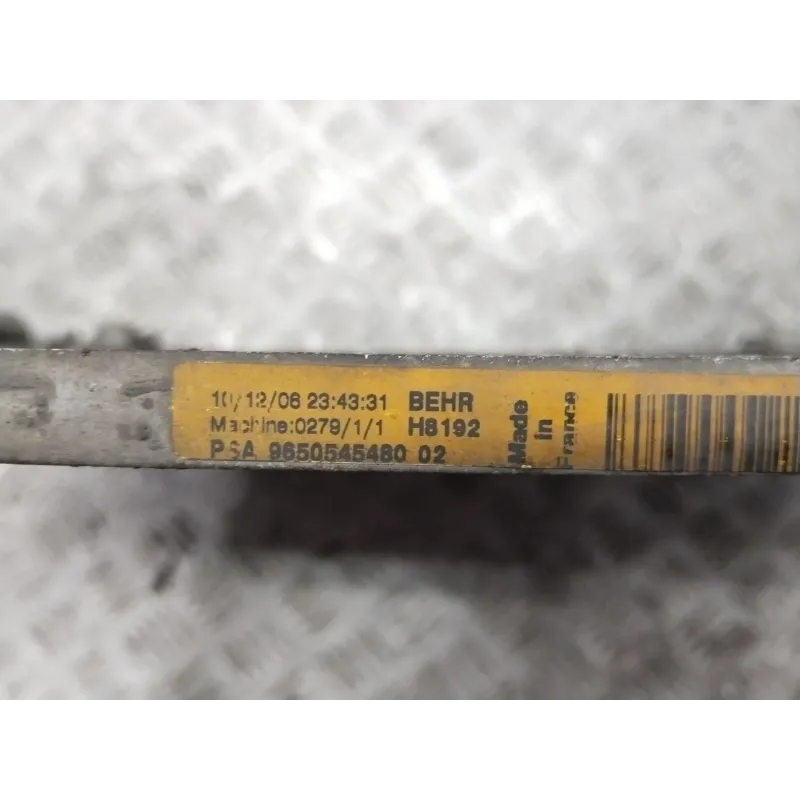 10/12/06 23:43:31 BEHR
Machine:0279/1/1 H8192
PSA 9650545480 02
Made
in
France